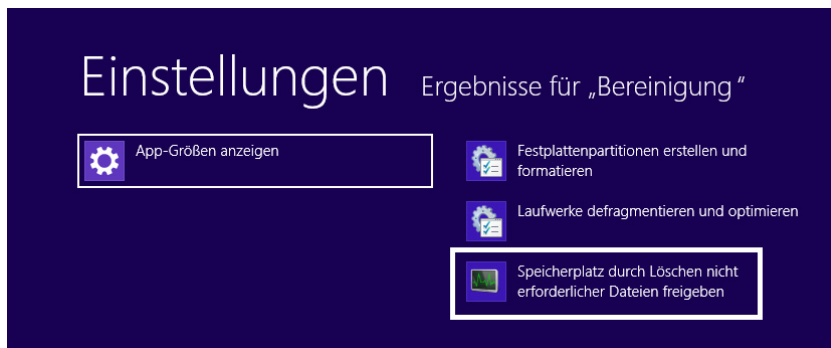 Einstellungen Ergebnisse für „Bereinigung“
App-Größen anzeigen
Festplattenpartitionen erstellen und
formatieren
Laufwerke defragmentieren und optimieren
Speicherplatz durch Löschen nicht
erforderlicher Dateien freigeben